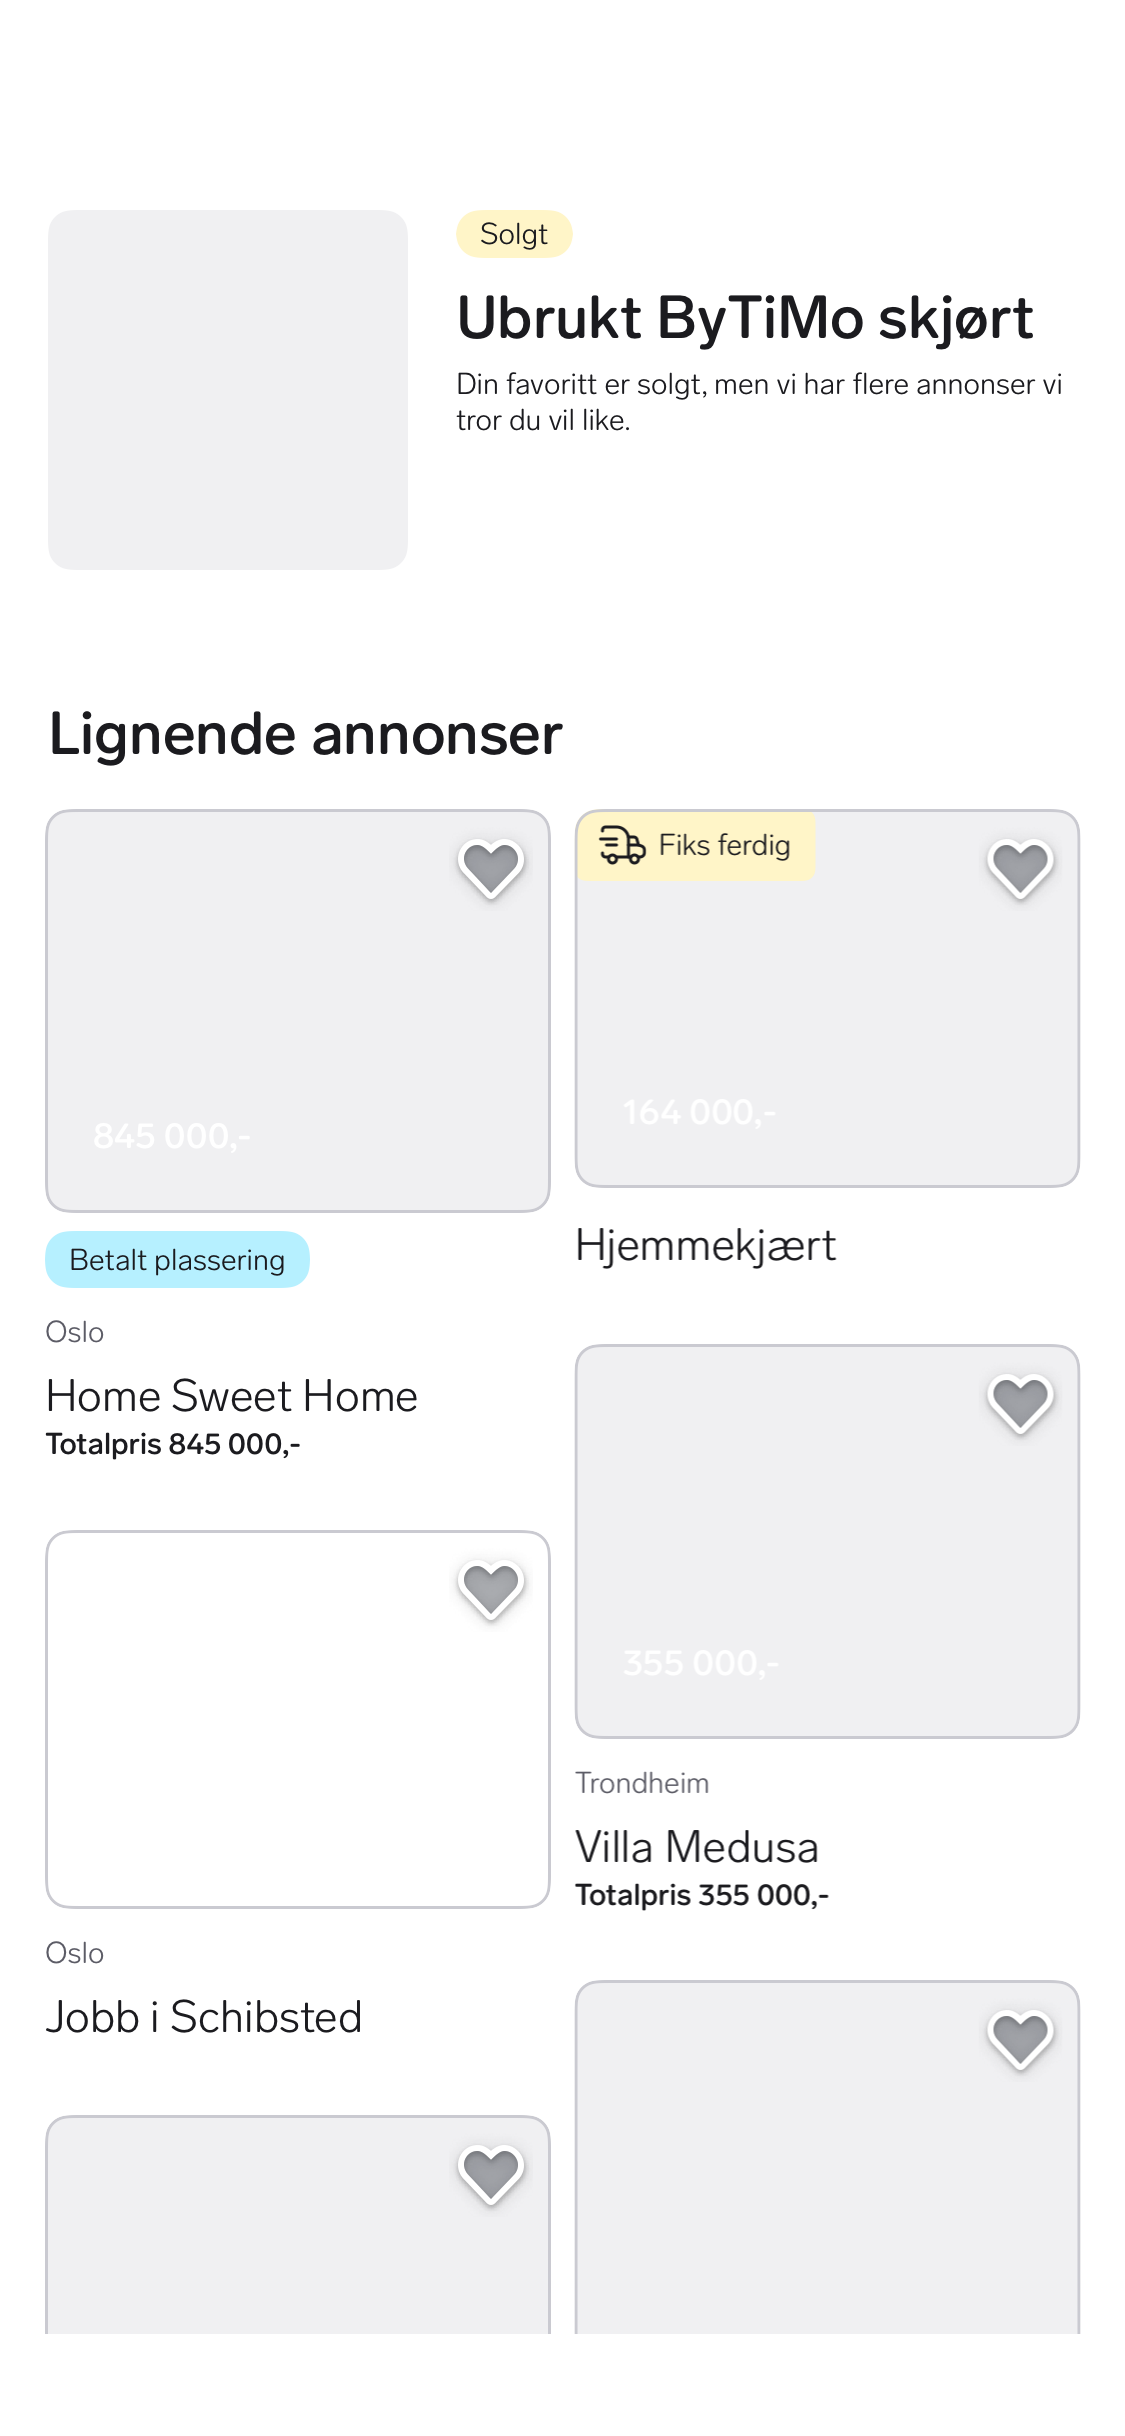 Solgt
Ubrukt ByTiMo skjørt
Din favoritt er solgt, men vi har flere annonser vi
tror du vil like.
Lignende annonser
845 000,-
Betalt plassering
Oslo
Home Sweet Home
Totalpris 845 000,-
Fiks ferdig
164 000,-
Hjemmekjært
355 000,-
Trondheim
Villa Medusa
Totalpris 355 000,-
Oslo
Jobb i Schibsted